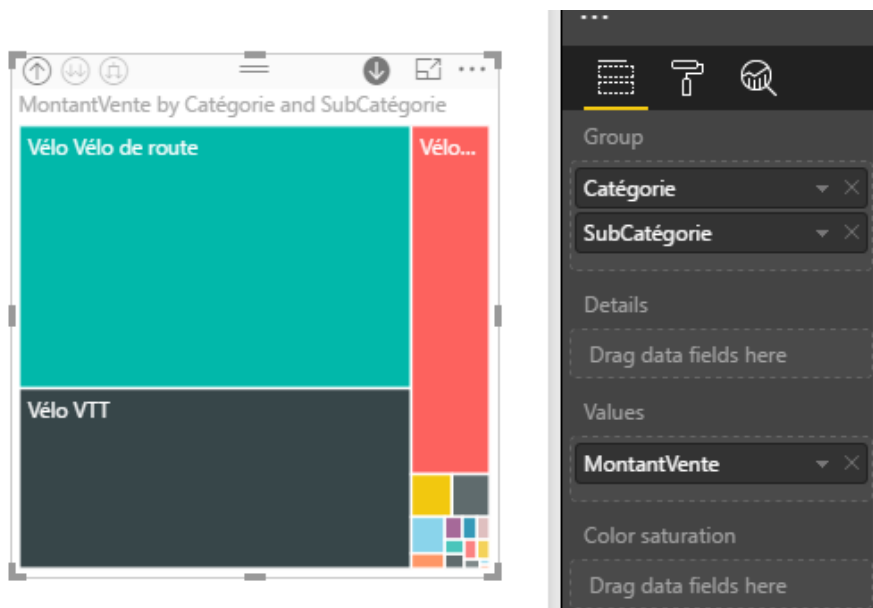 MontantVente by Catégorie and SubCatégorie
Vélo Vélo de route
Vélo...
Vélo VTT
Group
Catégorie
SubCatégorie
Details
Drag data fields here
Values
MontantVente
Color saturation
Drag data fields here